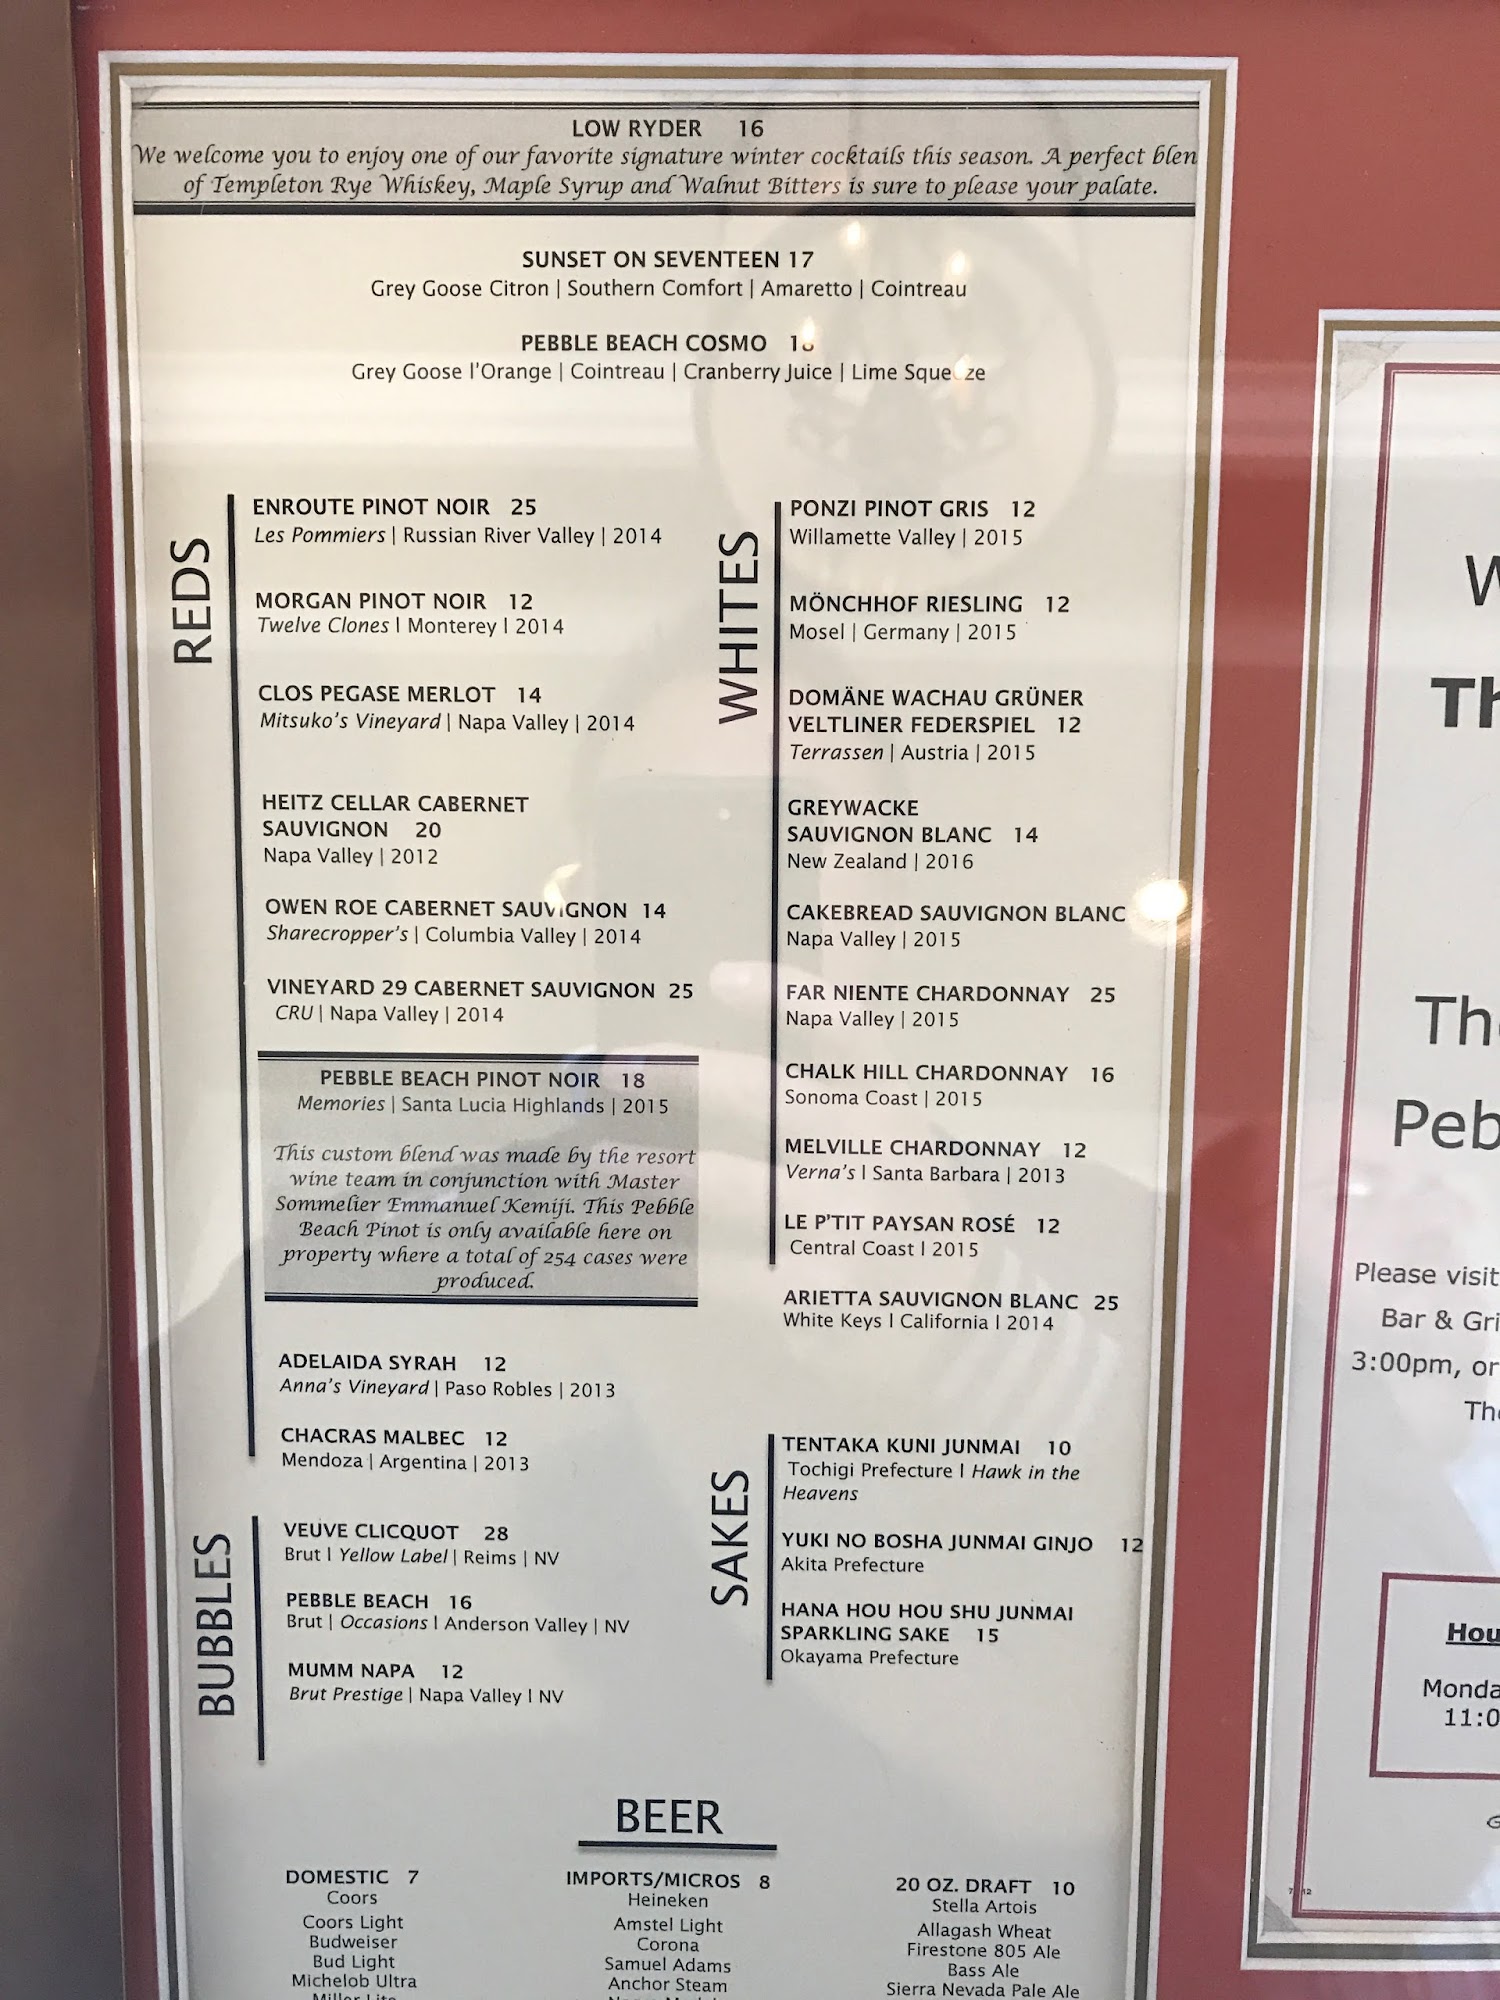 LOW RYDER 16
We welcome you to enjoy one of our favorite signature winter cocktails this season. A perfect blen
of Templeton Rye Whiskey, Maple Syrup and Walnut Bitters is sure to please your palate.
SUNSET ON SEVENTEEN 17
Grey Goose Citron | Southern Comfort | Amaretto | Cointreau
PEBBLE BEACH COSMO
Grey Goose l'Orange | Cointreau | Cranberry Juice | Lime Squeeze
REDS
ENROUTE PINOT NOIR 25
Les Pommiers | Russian River Valley | 2014
MORGAN PINOT NOIR 12
Twelve Clones l Monterey l 2014
CLOS PEGASE MERLOT 14
Mitsuko's Vineyard | Napa Valley | 2014
HEITZ CELLAR CABERNET
SAUVIGNON 20
Napa Valley | 2012
OWEN ROE CABERNET SAUVIGNON 14
Sharecropper's | Columbia Valley | 2014
VINEYARD 29 CABERNET SAUVIGNON 25
CRU | Napa Valley | 2014
PEBBLE BEACH PINOT NOIR 18
Memories | Santa Lucia Highlands | 2015
This custom blend was made by the resort
wine team in conjunction with Master
Sommelier Emmanuel Kemiji. This Pebble
Beach Pinot is only available here on
property where a total of 254 cases were
produced.
ADELAIDA SYRAH 12
Anna's Vineyard | Paso Robles | 2013
CHACRAS MALBEC 12
Mendoza | Argentina | 2013
BUBBLES
VEUVE CLICQUOT 28
Brut l Yellow Label | Reims | NV
PEBBLE BEACH 16
Brut | Occasions l Anderson Valley | NV
MUMM NAPA 12
Brut Prestige | Napa Valley l NV
WHITES
PONZI PINOT GRIS 12
Willamette Valley | 2015
MÖNCHHOF RIESLING 12
Mosel | Germany | 2015
DOMÄNE WACHAU GRÜNER
VELTLINER FEDERSPIEL 12
Terrassen | Austria | 2015
GREYWACKE
SAUVIGNON BLANC 14
New Zealand | 2016
CAKEBREAD SAUVIGNON BLANC
Napa Valley | 2015
FAR NIENTE CHARDONNAY 25
Napa Valley | 2015
CHALK HILL CHARDONNAY 16
Sonoma Coast | 2015
MELVILLE CHARDONNAY 12
Verna's l Santa Barbara | 2013
LE P'TIT PAYSAN ROSÉ 12
Central Coast l 2015
ARIETTA SAUVIGNON BLANC 25
White Keys l California l 2014
SAKES
TENTAKA KUNI JUNMAI 10
Tochigi Prefecture l Hawk in the
Heavens
YUKI NO BOSHA JUNMAI GINJO 12
Akita Prefecture
HANA HOU HOU SHU JUNMAI
SPARKLING SAKE 15
Okayama Prefecture
BEER
DOMESTIC 7
Coors
Coors Light
Budweiser
Bud Light
Michelob Ultra
Miller Lite
IMPORTS/MICROS 8
Heineken
Amstel Light
Corona
Samuel Adams
Anchor Steam
20 OZ. DRAFT 10
Stella Artois
Allagash Wheat
Firestone 805 Ale
Bass Ale
Sierra Nevada Pale Ale
W
Th
Th
Peb
Please visit
Bar & Gri
3:00pm, or
Th
Hou
Monda
11:0